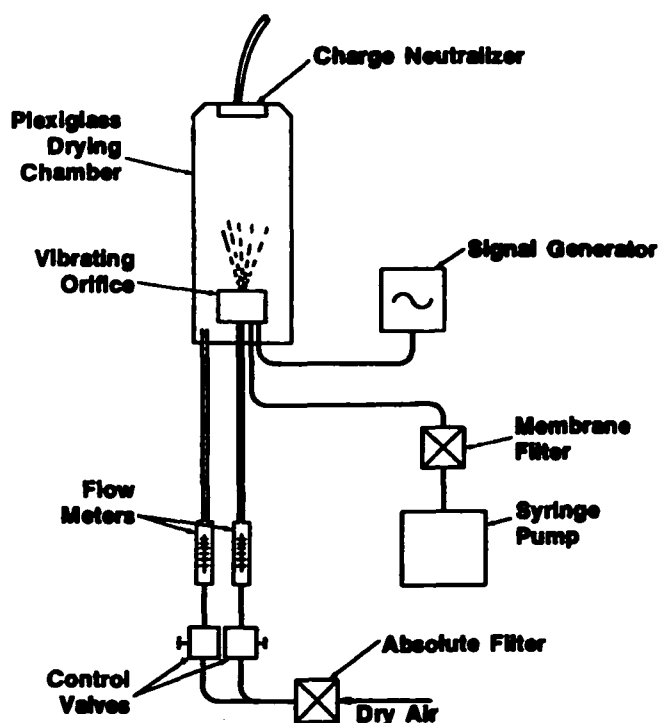 Charge Neutralizer
Plexiglass
Drying
Chamber
Vibrating
Orifice
Signal Generator
Membrane
Filter
Flow
Meters
Syringe
Pump
Absolute Filter
Control
Valves
Dry Air